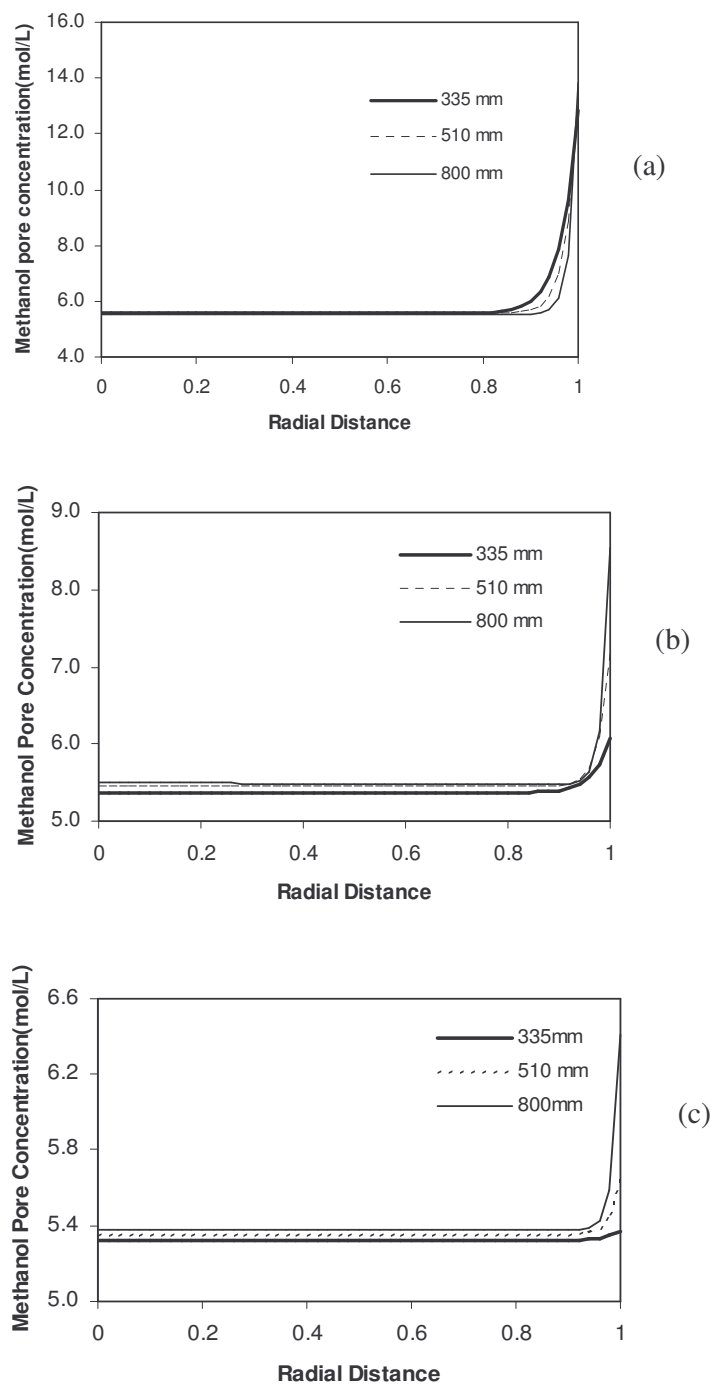 16.0
14.0
12.0
10.0
8.0
6.0
4.0
Methanol pore concentration(mol/L)
335 mm
510 mm
800 mm
(a)
0 0.2 0.4 0.6 0.8 1
Radial Distance
9.0
8.0
7.0
6.0
5.0
Methanol Pore Concentration(mol/L)
335 mm
510 mm
800 mm
(b)
0 0.2 0.4 0.6 0.8 1
Radial Distance
6.6
6.2
5.8
5.4
5.0
Methanol Pore Concentration(mol/L)
335mm
510 mm
800mm
(c)
0 0.2 0.4 0.6 0.8 1
Radial Distance